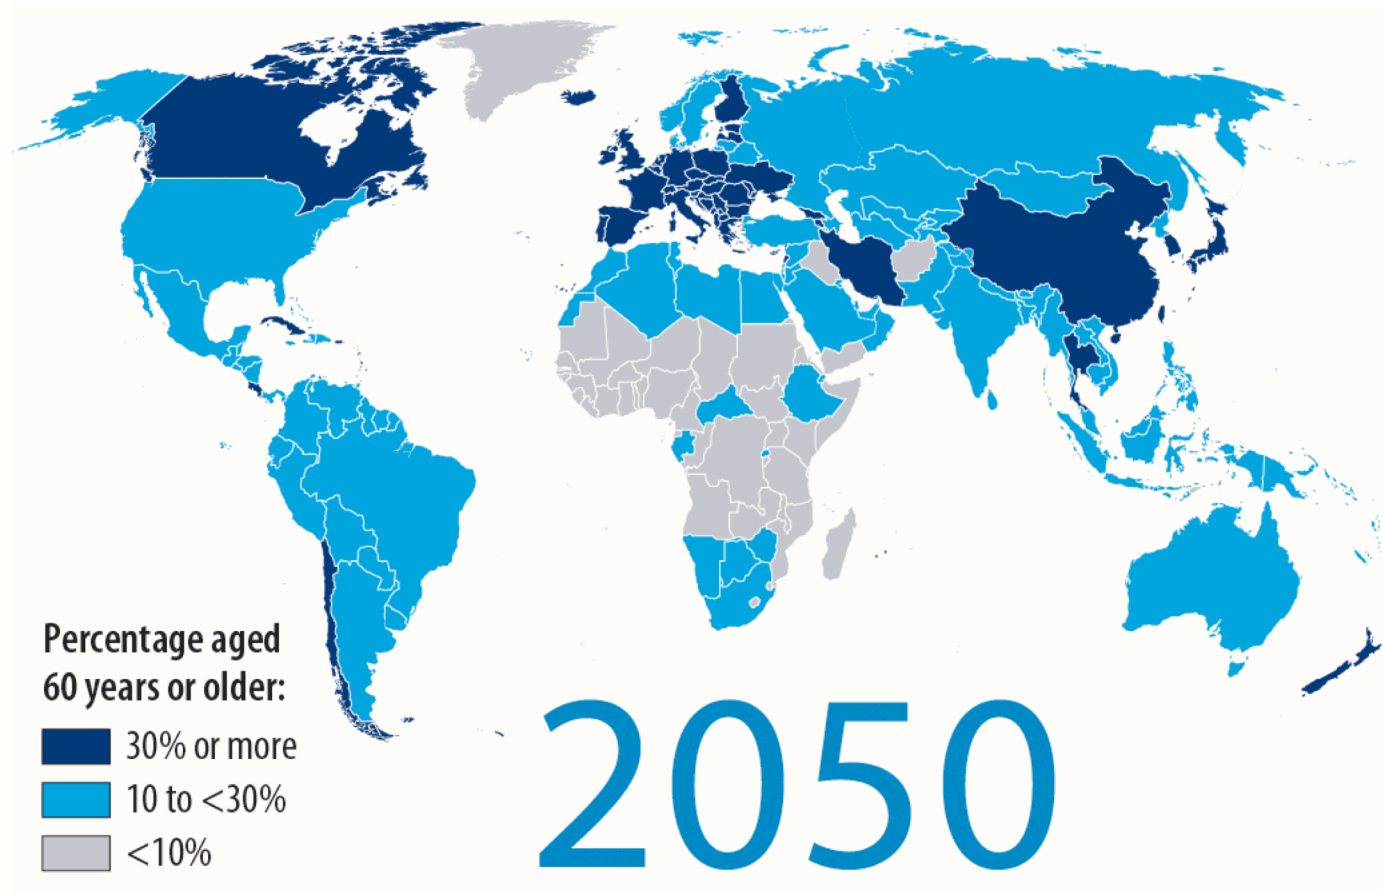 Percentage aged
60 years or older:
30% or more
10 to <30%
<10%
2050